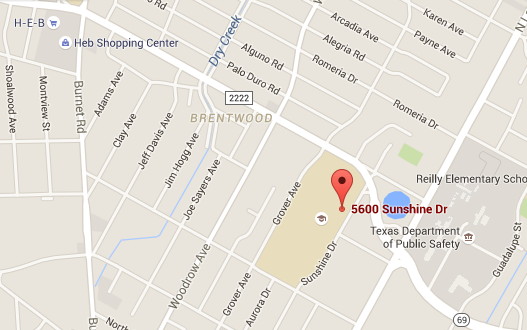 H-E-B
Heb Shopping Center
Dry Creek
Karen Ave
Arcadia Ave
Payne Ave
Alguno Rd
Alegria Rd
Palo Duro Rd
Romeria Dr
Shoalwood Ave
Montview St
Burnet Rd
Adams Ave
2222
BRENTWOOD
Romeria Dr
Clay Ave
Jeff Davis Ave
Jim Hogg Ave
Joe Sayers Ave
Reilly Elementary Scho
Grover Ave
5600 Sunshine Dr
Texas Department
of Public Safety
Guadalupe St
Woodrow Ave
Sunshine Dr
Grover Ave
Aurora Dr
North
Bu
69
N